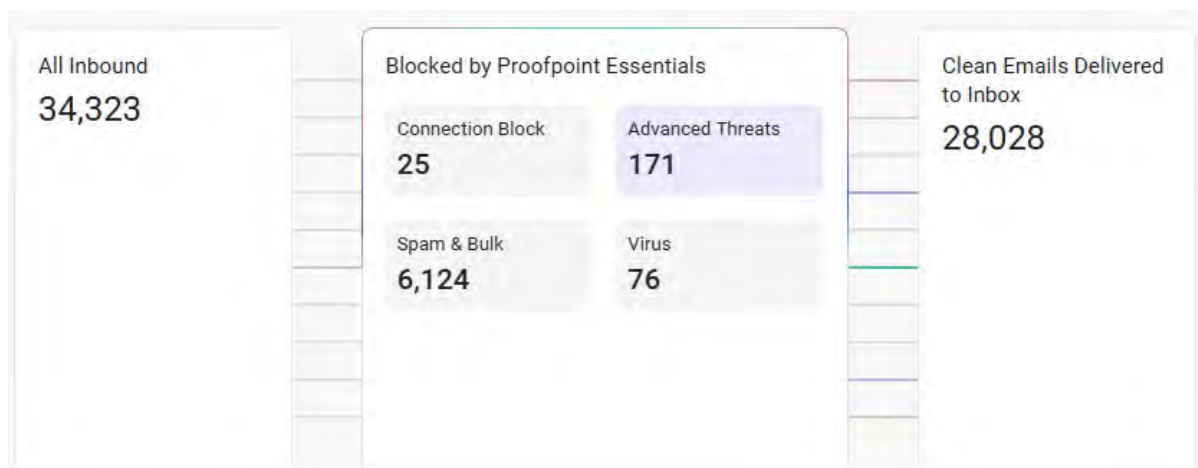 All Inbound
34,323
Blocked by Proofpoint Essentials
Connection Block
25
Advanced Threats
171
Spam & Bulk
6,124
Virus
76
Clean Emails Delivered
to Inbox
28,028